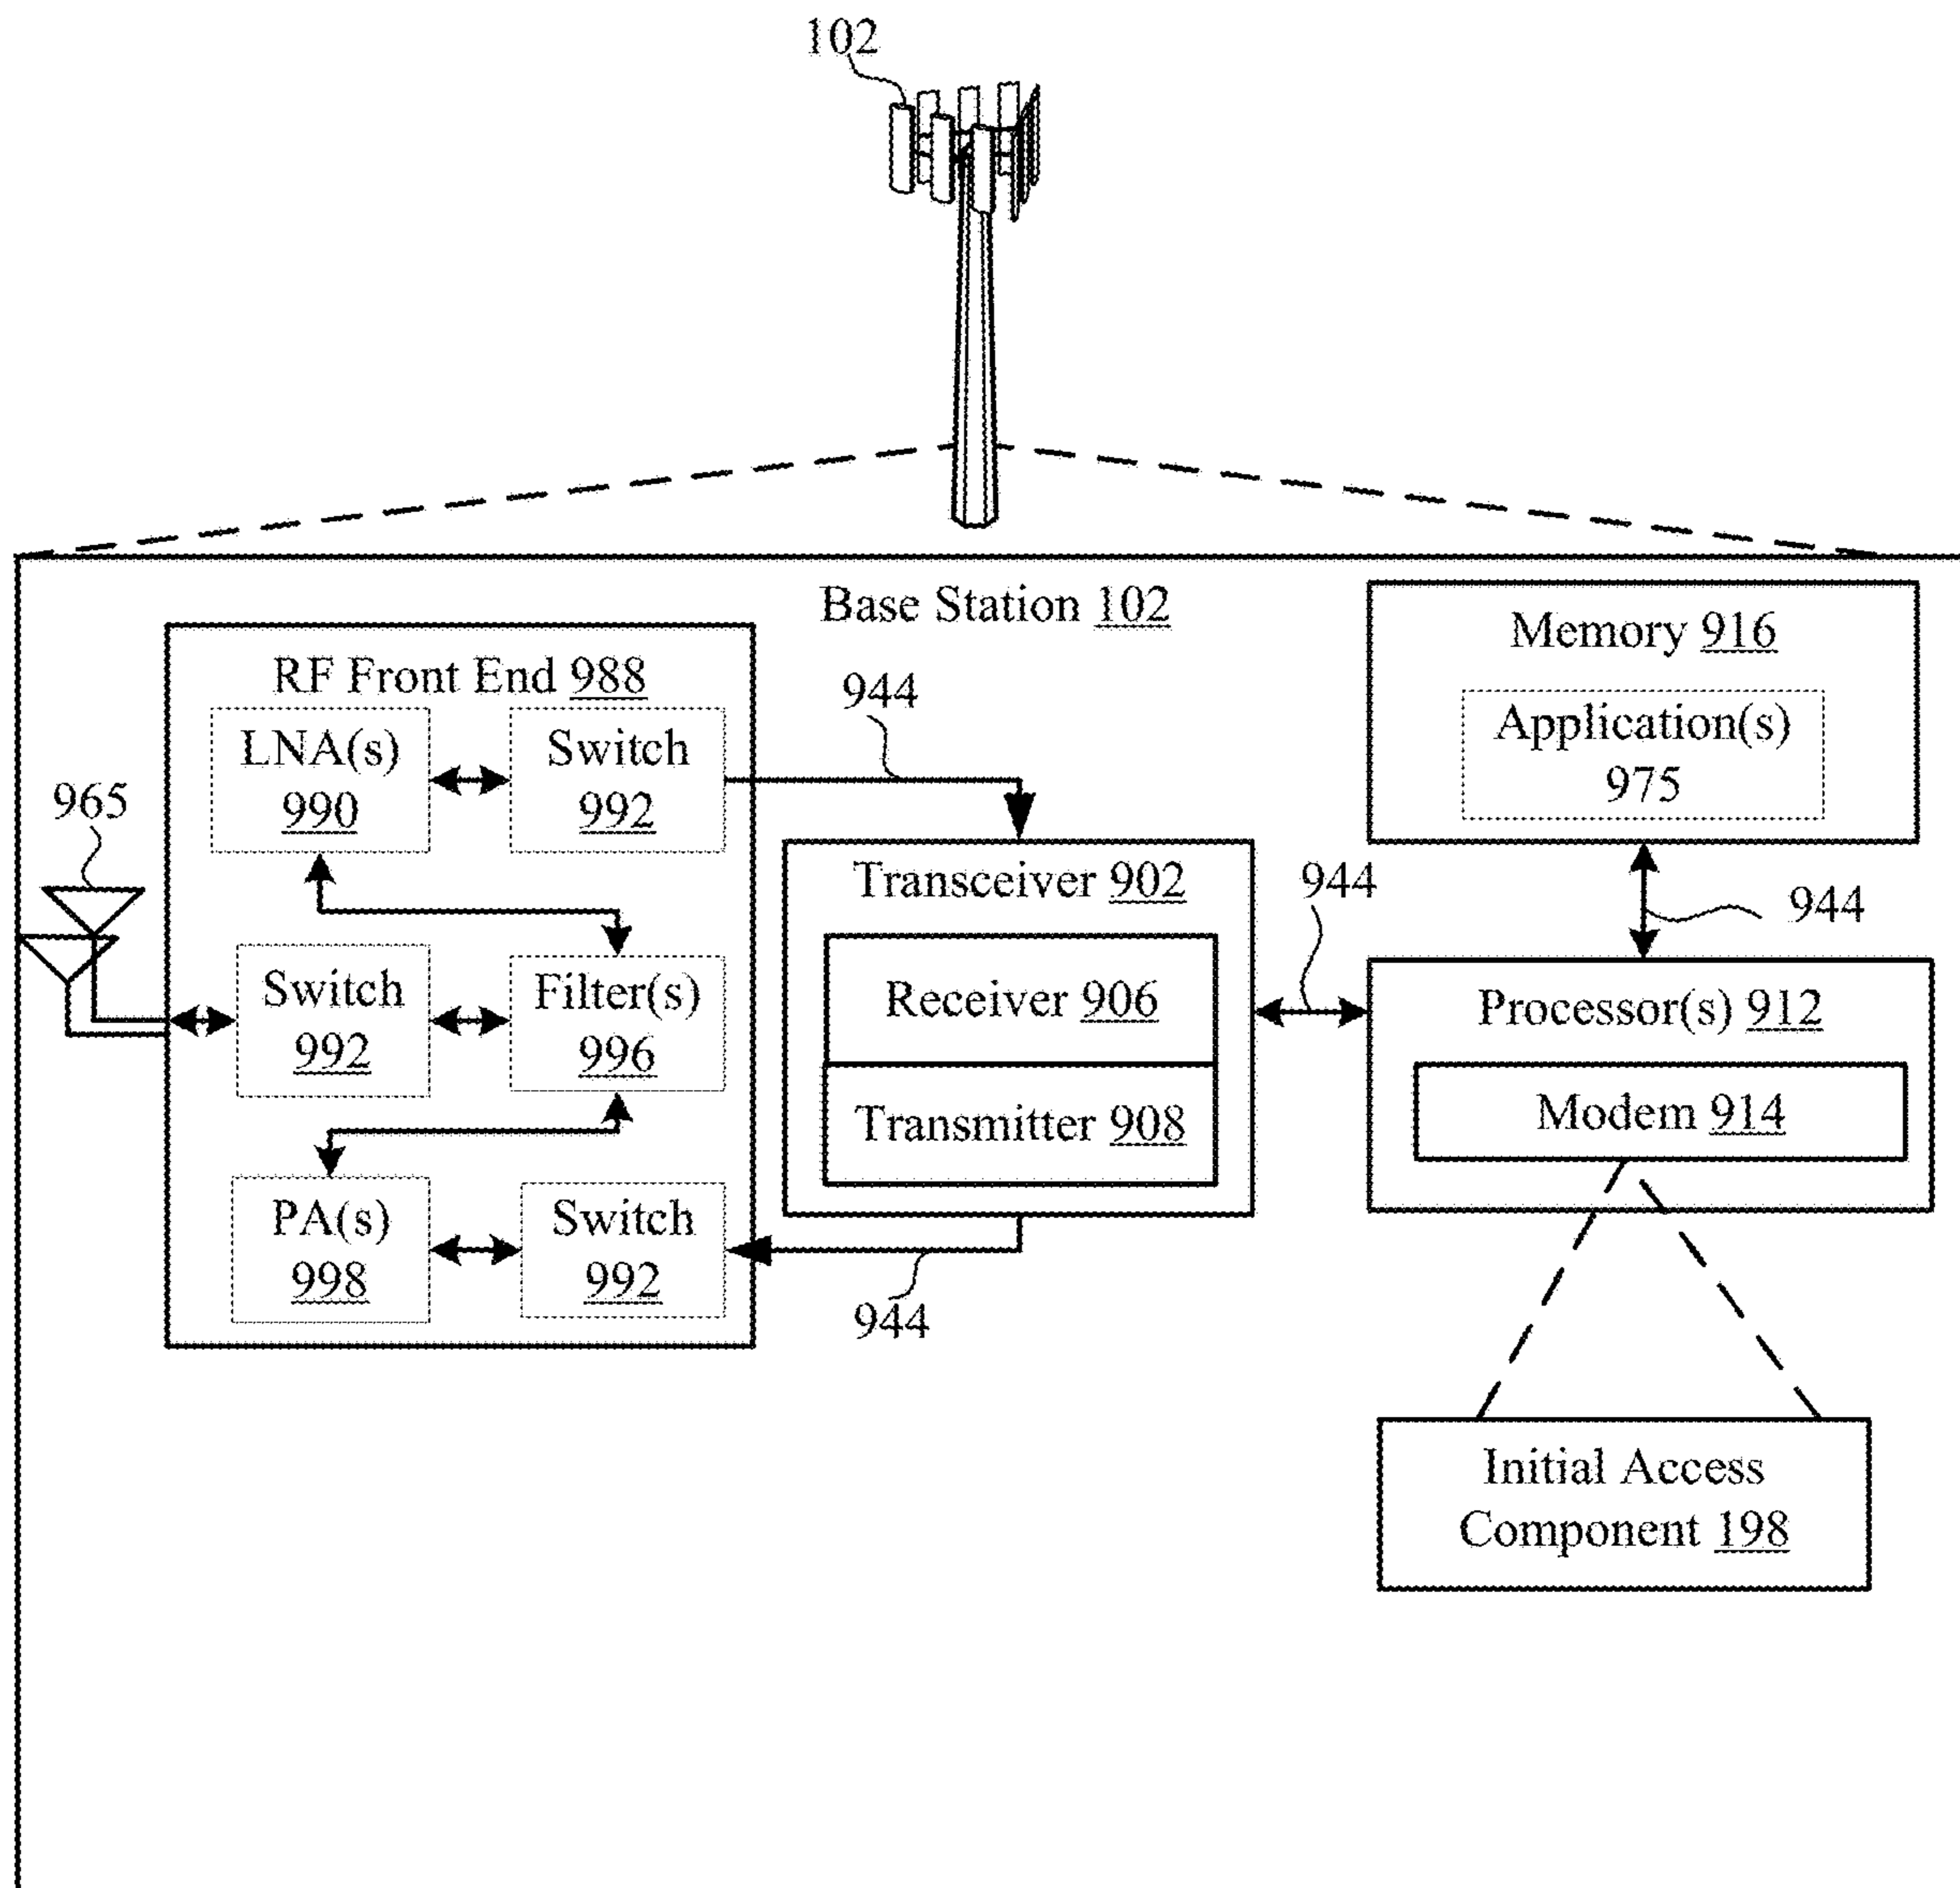 102
Base Station 102
RF Front End 988
LNA(s)
990
Switch
992
944
965
Switch
992
Filter(s)
996
PA(s)
998
Switch
992
944
Transceiver 902
Receiver 906
Transmitter 908
944
Memory 916
Application(s)
975
944
Processor(s) 912
Modem 914
Initial Access
Component 198